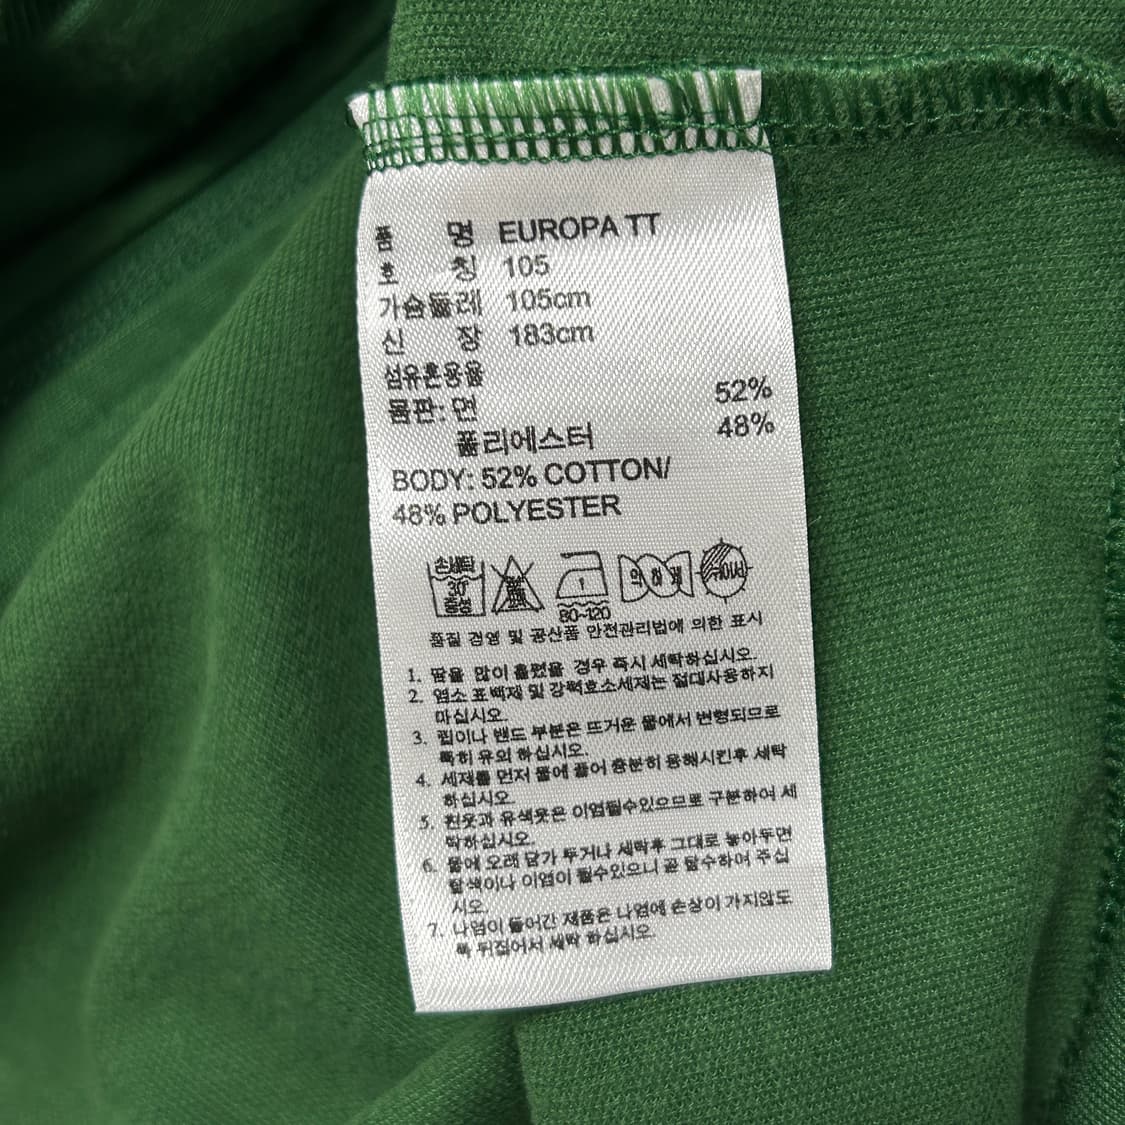 품 명 EUROPA TT
호 칭 105
가슴둘레 105cm
신 장 183cm
섬유혼용율
몸판: 면 52%
폴리에스터 48%
BODY: 52% COTTON/
48% POLYESTER
손세탁 30° 중성 1 80~120 약하게 뉘어서
품질 경영 및 공산품 안전관리법에 의한 표시
1. 땀을 많이 흘렸을 경우 즉시 세탁하십시오.
2. 염소 표백제 및 강력효소세제는 절대사용하지
마십시오.
3. 립이나 밴드 부분은 뜨거운 물에서 변형되므로
특히 유의 하십시오.
4. 세제를 먼저 물에 풀어 충분히 용해시킨후 세탁
하십시오.
5. 흰옷과 유색옷은 이염될수있으므로 구분하여 세
탁하십시오.
6. 물에 오래 담가 두거나 세탁후 그대로 놓아두면
탈색이나 이염이 될수있으니 곧 탈수하여 주십
시오.
7. 나염이 들어간 제품은 나염에 손상이 가지않도
록 뒤집어서 세탁 하십시오.